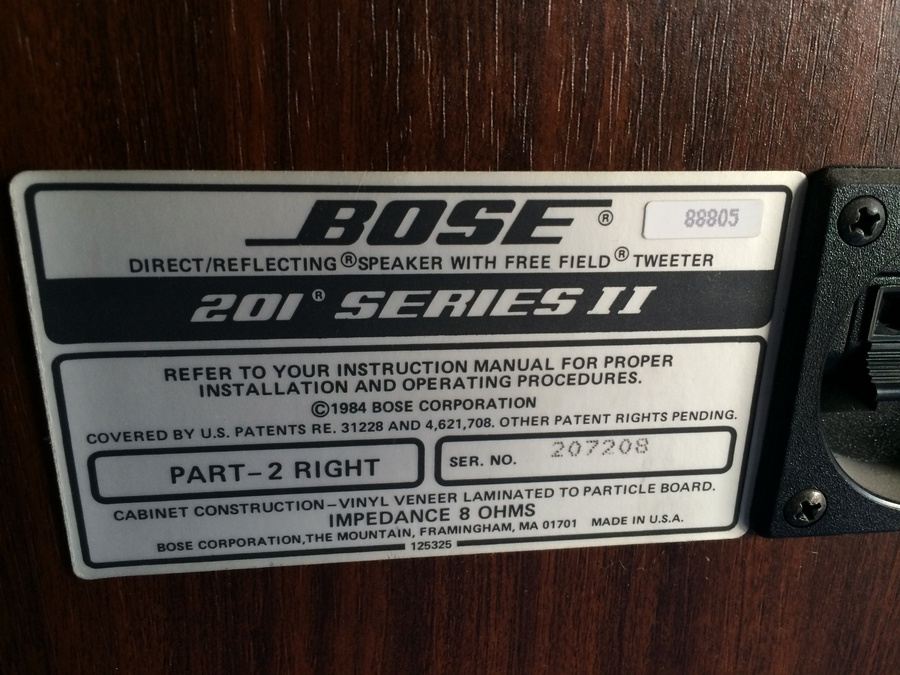 BOSE®
88805
DIRECT/REFLECTING® SPEAKER WITH FREE FIELD® TWEETER
201® SERIES II
REFER TO YOUR INSTRUCTION MANUAL FOR PROPER
INSTALLATION AND OPERATING PROCEDURES.
©1984 BOSE CORPORATION
COVERED BY U.S. PATENTS RE. 31228 AND 4,621,708. OTHER PATENT RIGHTS PENDING.
PART-2 RIGHT
SER. NO. 207208
CABINET CONSTRUCTION-VINYL VENEER LAMINATED TO PARTICLE BOARD.
IMPEDANCE 8 OHMS
BOSE CORPORATION, THE MOUNTAIN, FRAMINGHAM, MA 01701 MADE IN U.S.A.
125325